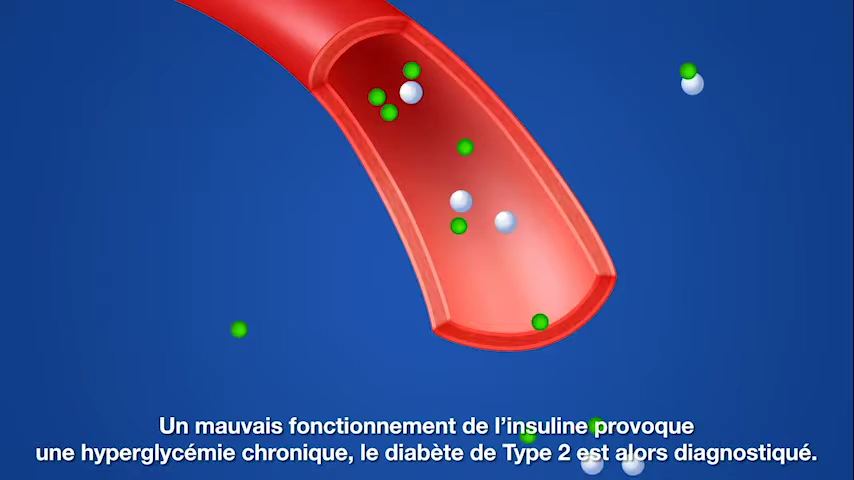 Un mauvais fonctionnement de l’insuline provoque
une hyperglycémie chronique, le diabète de Type 2 est alors diagnostiqué.